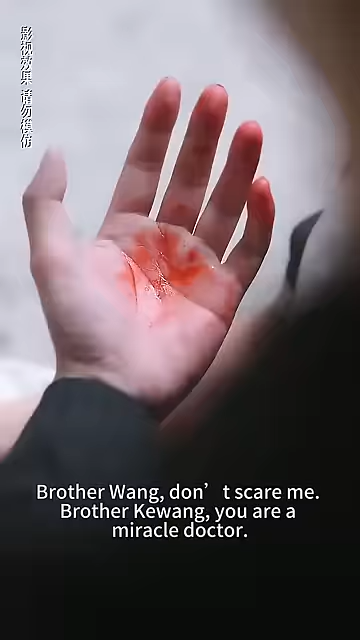 影视效果 请勿模仿
Brother Wang, don't scare me.
Brother Kewang, you are a
miracle doctor.